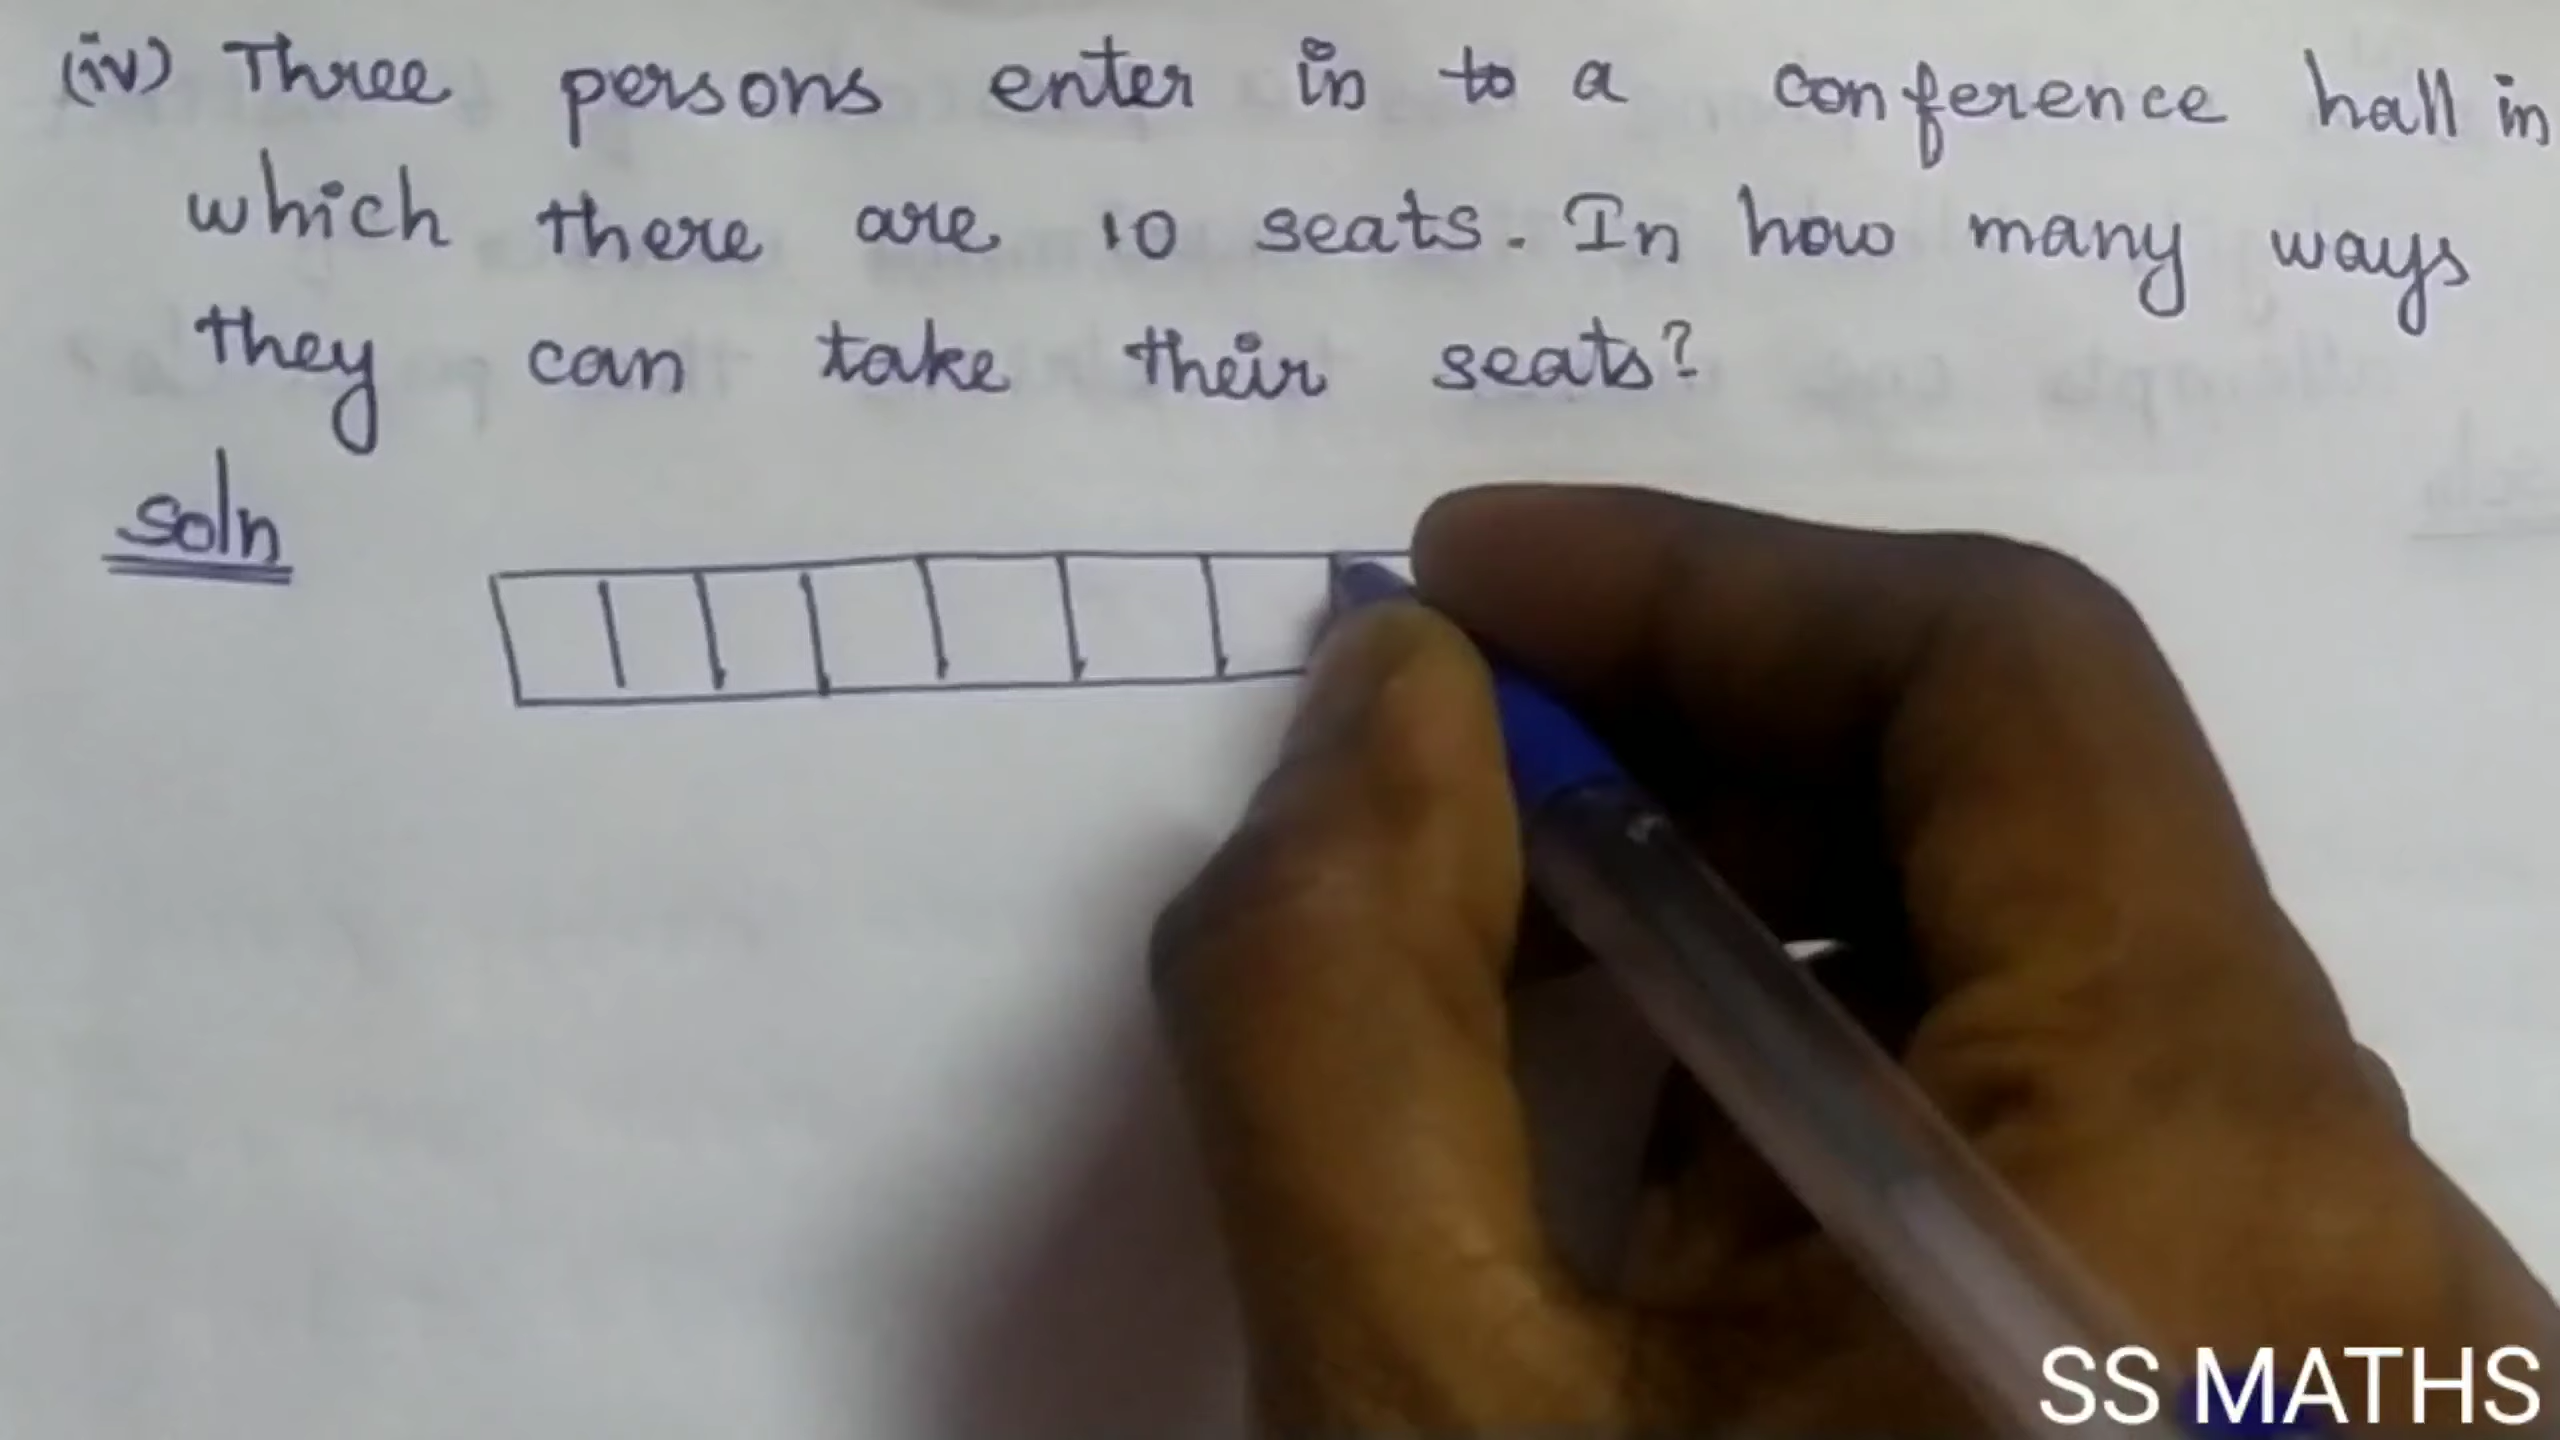 (iv) Three persons enter in to a conference hall in
which there are 10 seats. In how many ways
they can take their seats?
soln
SS MATHS